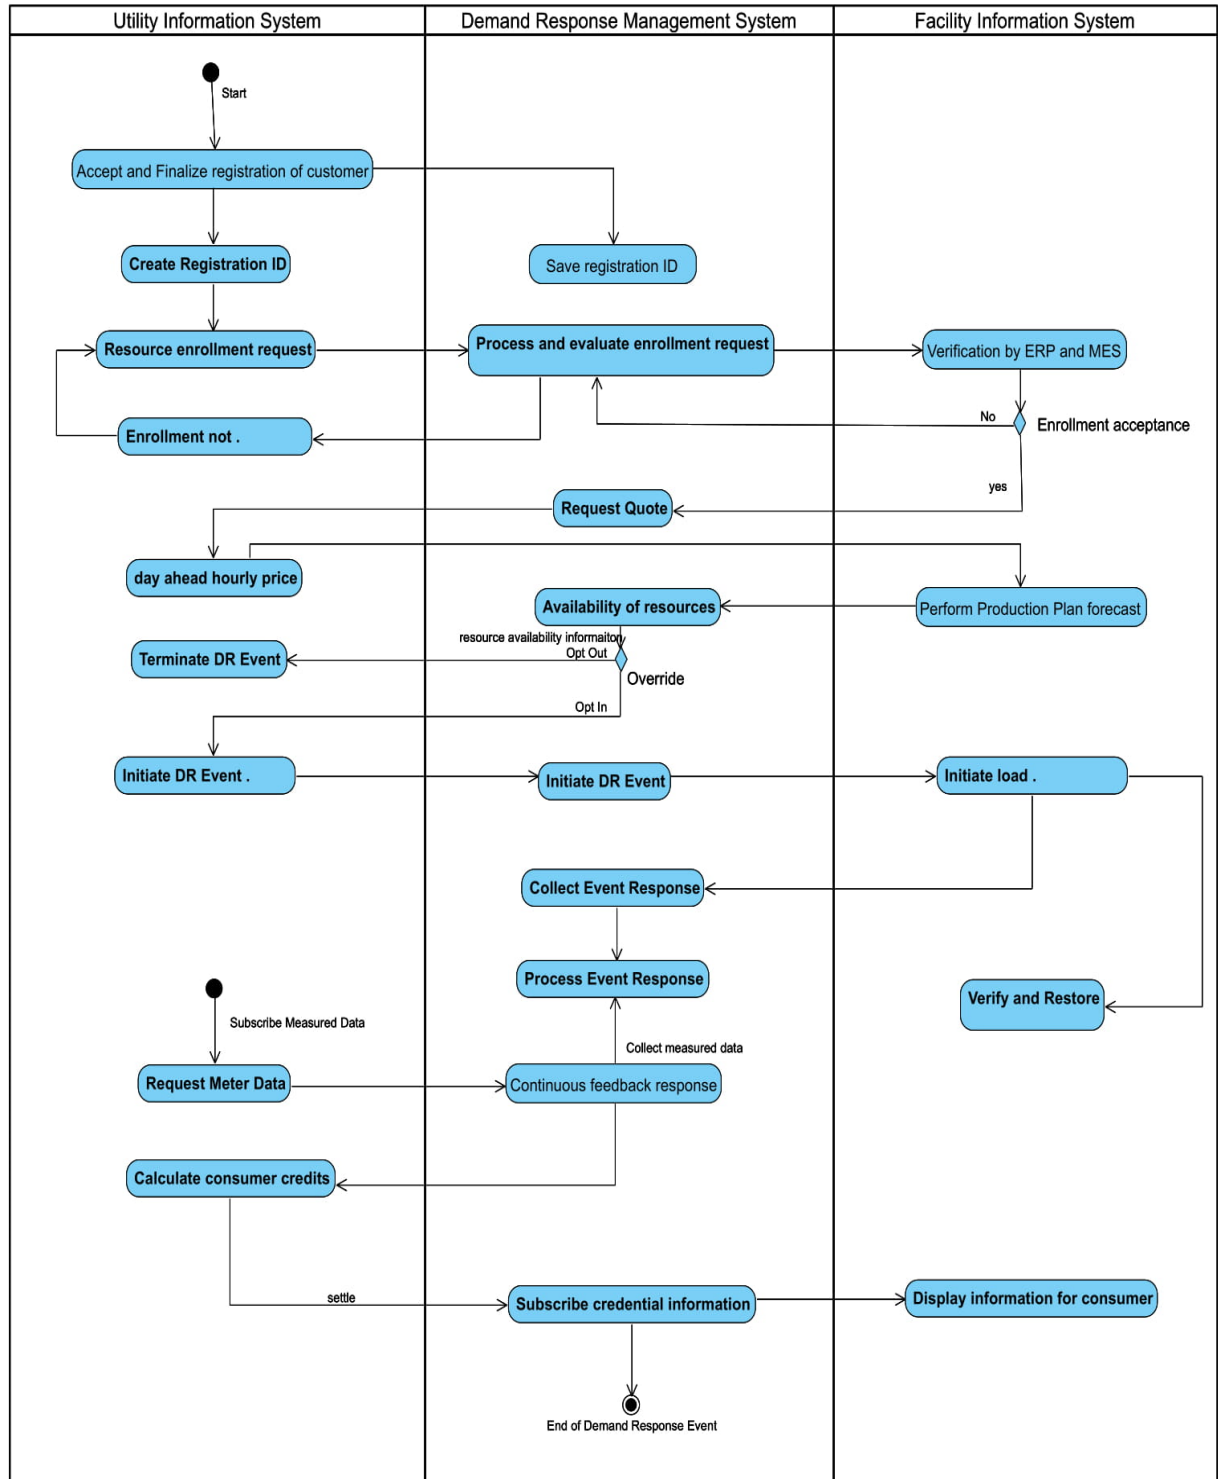 Utility Information System
Demand Response Management System
Facility Information System
Start
Accept and Finalize registration of customer
Create Registration ID
Save registration ID
Resource enrollment request
Process and evaluate enrollment request
Verification by ERP and MES
No
Enrollment acceptance
Enrollment not .
yes
Request Quote
day ahead hourly price
Availability of resources
Perform Production Plan forecast
resource availability informaiton
Opt Out
Terminate DR Event
Override
Opt In
Initiate DR Event .
Initiate DR Event
Initiate load .
Collect Event Response
Process Event Response
Verify and Restore
Subscribe Measured Data
Collect measured data
Request Meter Data
Continuous feedback response
Calculate consumer credits
settle
Subscribe credential information
Display information for consumer
End of Demand Response Event